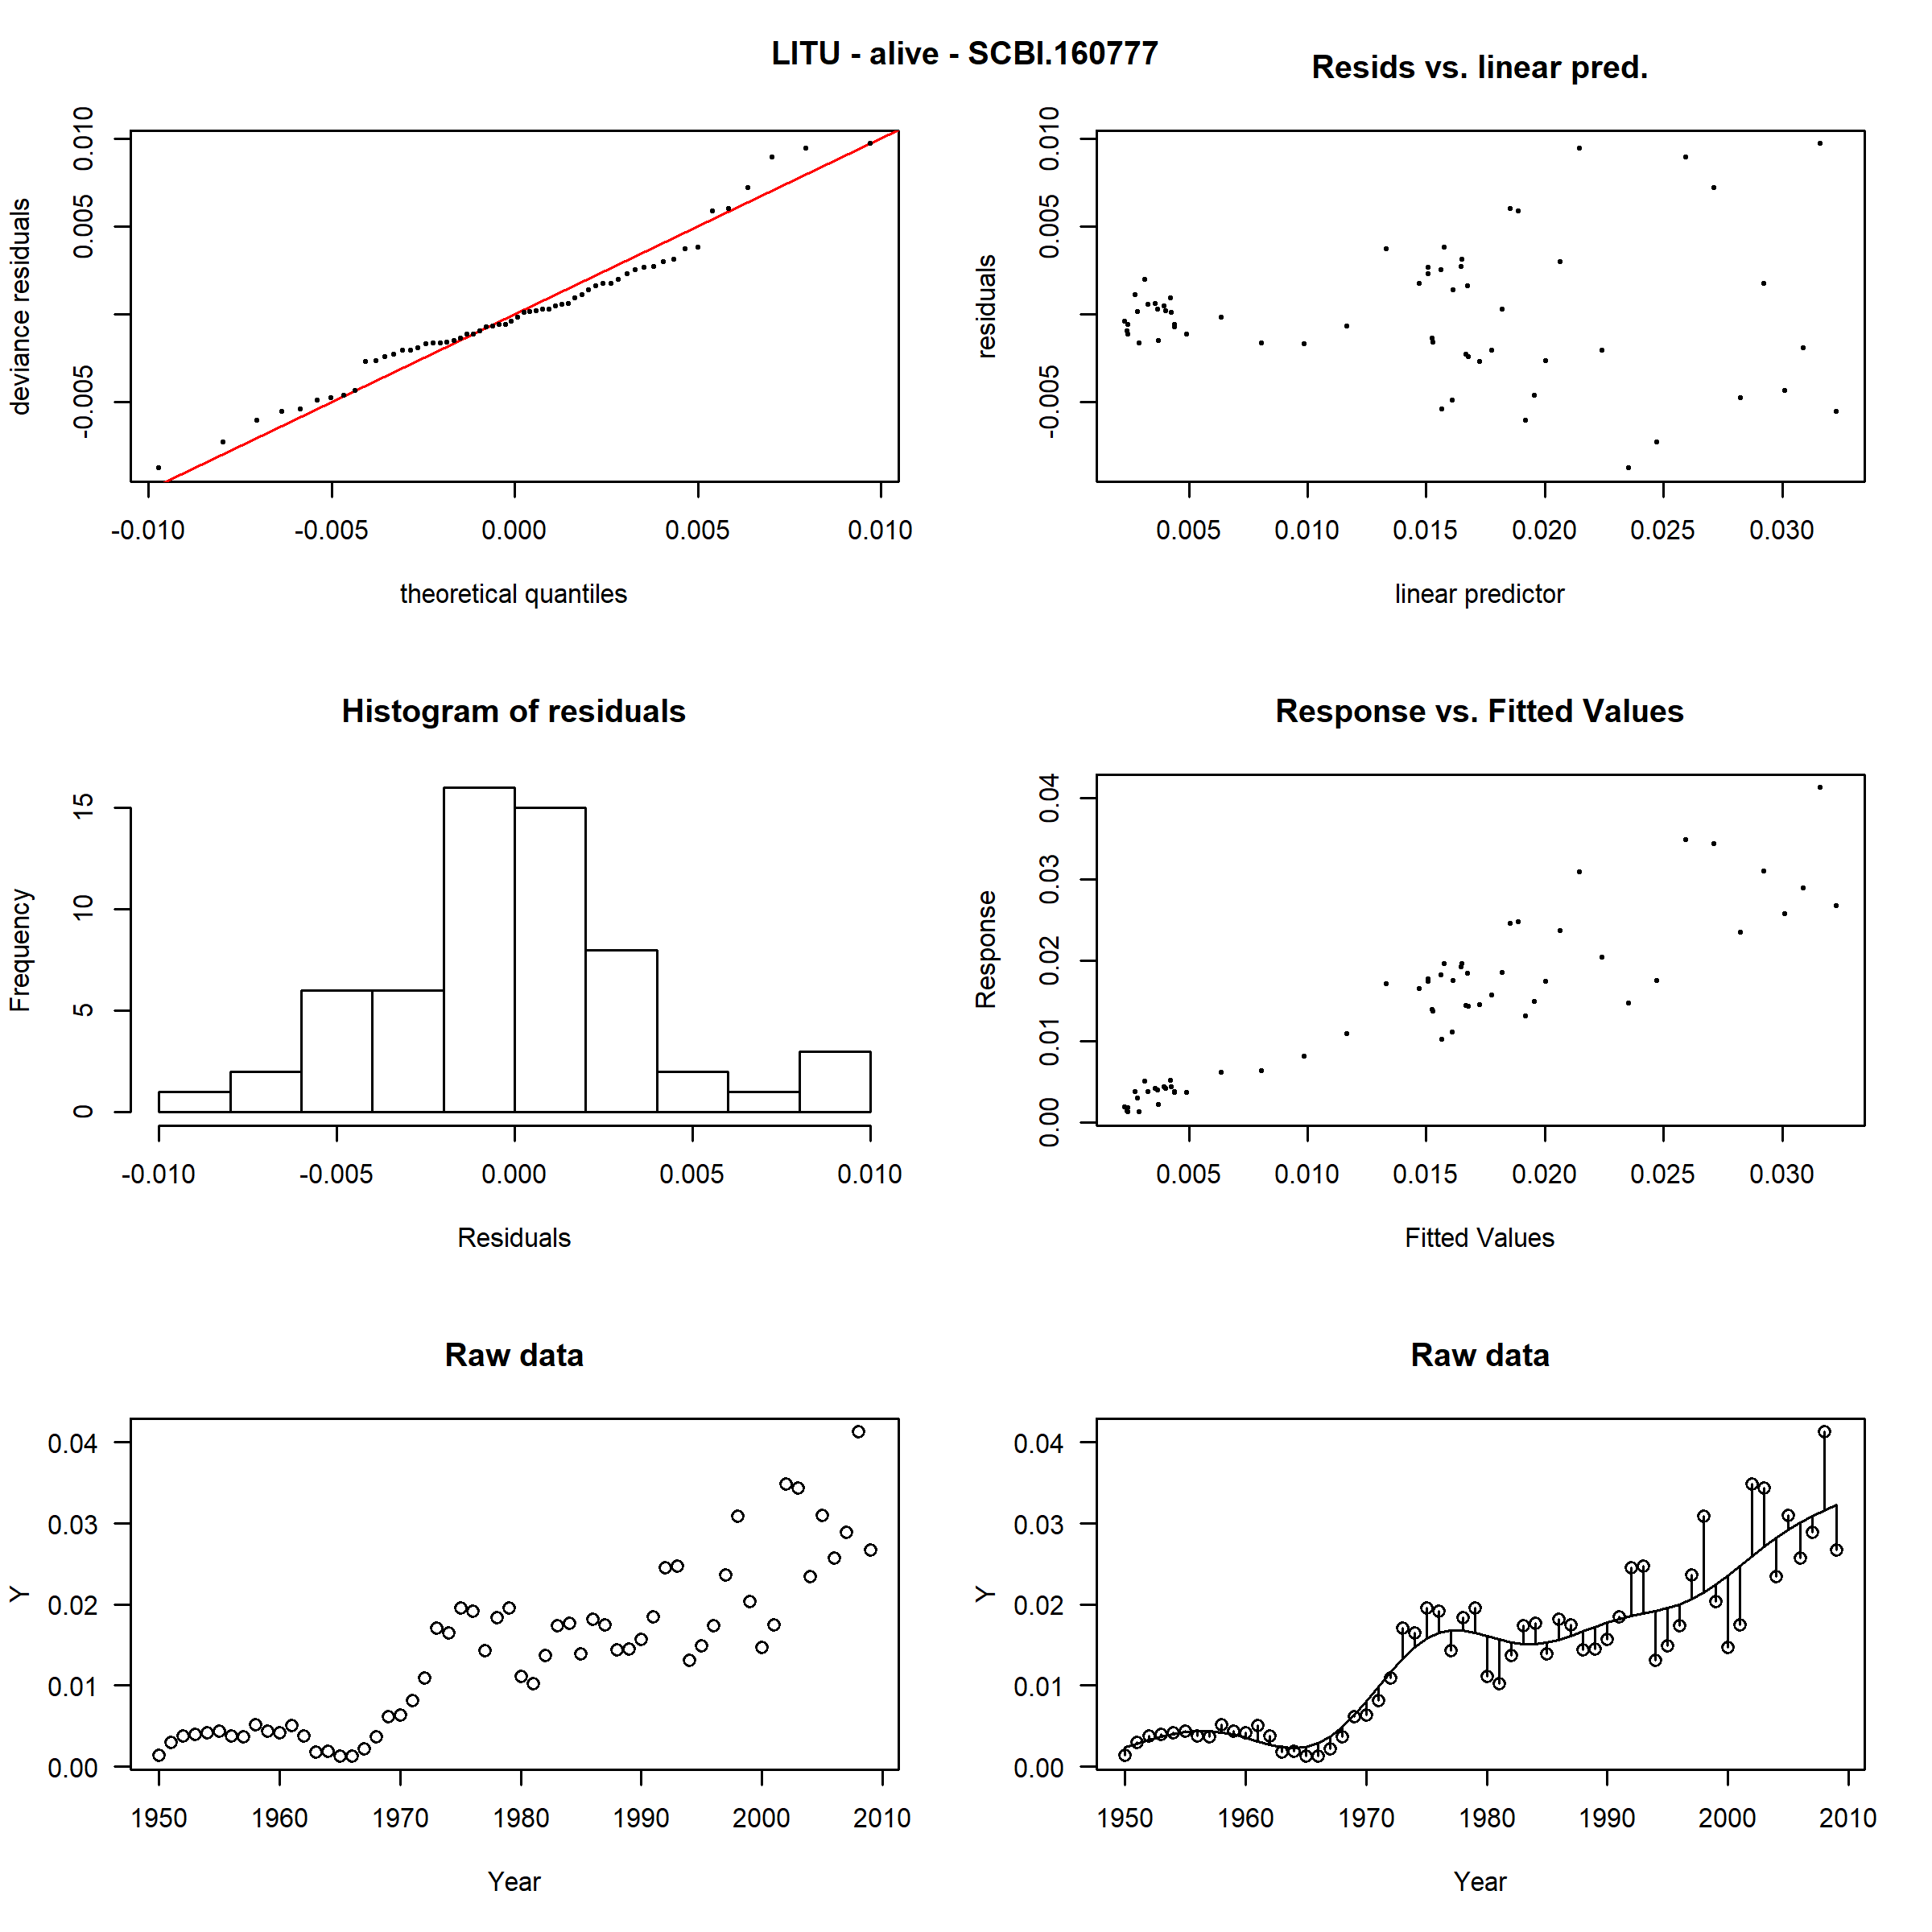 LITU - alive - SCBI.160777
deviance residuals
0.010
0.005
-0.005
-0.010 -0.005 0.000 0.005 0.010
theoretical quantiles
Resids vs. linear pred.
residuals
0.010
0.005
-0.005
0.005 0.010 0.015 0.020 0.025 0.030
linear predictor
Histogram of residuals
Frequency
15
10
5
0
-0.010 -0.005 0.000 0.005 0.010
Residuals
Response vs. Fitted Values
Response
0.04
0.03
0.02
0.01
0.00
0.005 0.010 0.015 0.020 0.025 0.030
Fitted Values
Raw data
Y
0.04
0.03
0.02
0.01
0.00
1950 1960 1970 1980 1990 2000 2010
Year
Raw data
Y
0.04
0.03
0.02
0.01
0.00
1950 1960 1970 1980 1990 2000 2010
Year